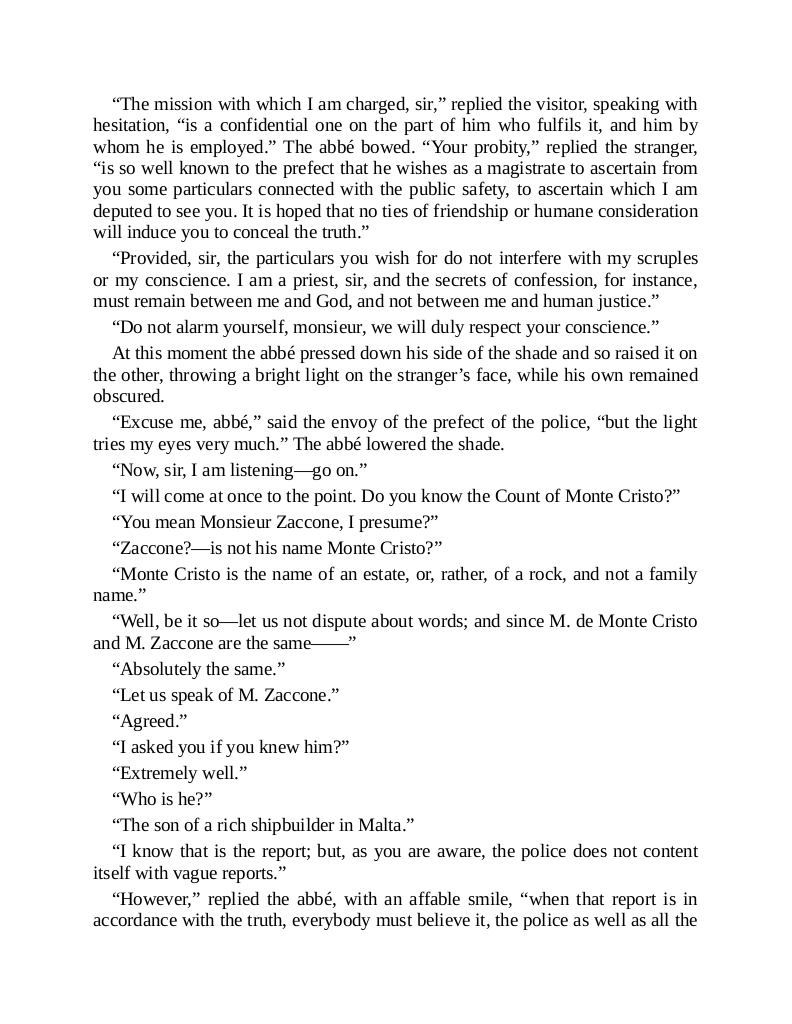 “The mission with which I am charged, sir,” replied the visitor, speaking with
hesitation, “is a confidential one on the part of him who fulfils it, and him by
whom he is employed.” The abbé bowed. “Your probity,” replied the stranger,
“is so well known to the prefect that he wishes as a magistrate to ascertain from
you some particulars connected with the public safety, to ascertain which I am
deputed to see you. It is hoped that no ties of friendship or humane consideration
will induce you to conceal the truth.”
“Provided, sir, the particulars you wish for do not interfere with my scruples
or my conscience. I am a priest, sir, and the secrets of confession, for instance,
must remain between me and God, and not between me and human justice.”
“Do not alarm yourself, monsieur, we will duly respect your conscience.”
At this moment the abbé pressed down his side of the shade and so raised it on
the other, throwing a bright light on the stranger’s face, while his own remained
obscured.
“Excuse me, abbé,” said the envoy of the prefect of the police, “but the light
tries my eyes very much.” The abbé lowered the shade.
“Now, sir, I am listening—go on.”
“I will come at once to the point. Do you know the Count of Monte Cristo?”
“You mean Monsieur Zaccone, I presume?”
“Zaccone?—is not his name Monte Cristo?”
“Monte Cristo is the name of an estate, or, rather, of a rock, and not a family
name.”
“Well, be it so—let us not dispute about words; and since M. de Monte Cristo
and M. Zaccone are the same——”
“Absolutely the same.”
“Let us speak of M. Zaccone.”
“Agreed.”
“I asked you if you knew him?”
“Extremely well.”
“Who is he?”
“The son of a rich shipbuilder in Malta.”
“I know that is the report; but, as you are aware, the police does not content
itself with vague reports.”
“However,” replied the abbé, with an affable smile, “when that report is in
accordance with the truth, everybody must believe it, the police as well as all the